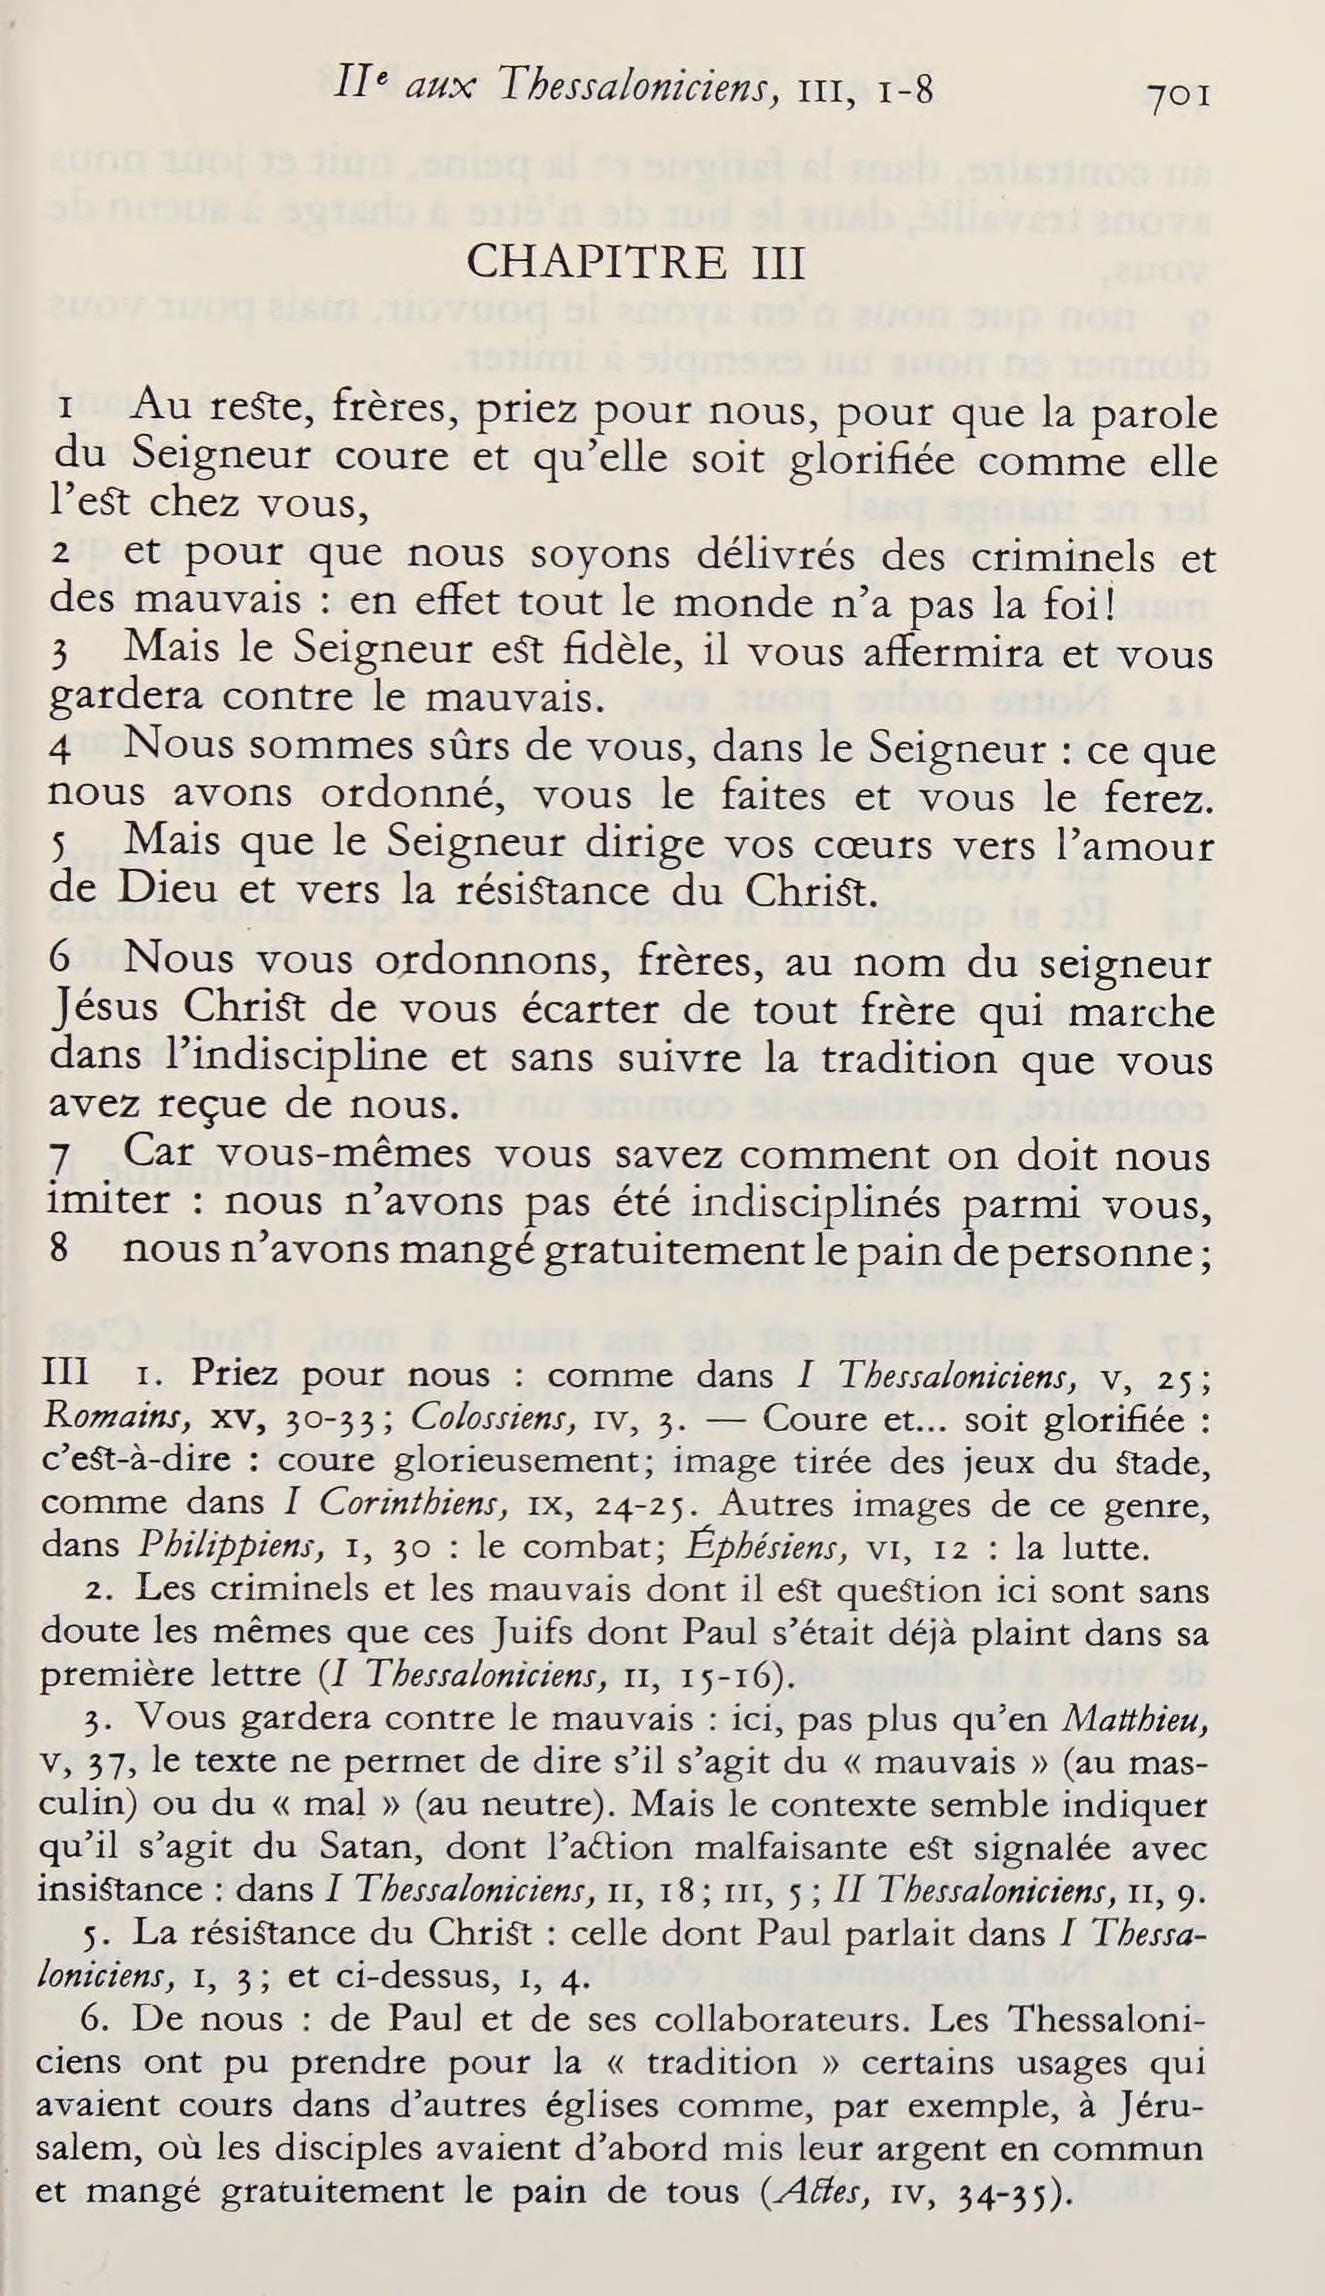 IIe aux Thessaloniciens, III, 1-8 701
CHAPITRE III
1 Au reste, frères, priez pour nous, pour que la parole
du Seigneur coure et qu’elle soit glorifiée comme elle
l’est chez vous,
2 et pour que nous soyons délivrés des criminels et
des mauvais : en effet tout le monde n’a pas la foi!
3 Mais le Seigneur est fidèle, il vous affermira et vous
gardera contre le mauvais.
4 Nous sommes sûrs de vous, dans le Seigneur : ce que
nous avons ordonné, vous le faites et vous le ferez.
5 Mais que le Seigneur dirige vos cœurs vers l’amour
de Dieu et vers la résistance du Christ.
6 Nous vous ordonnons, frères, au nom du seigneur
Jésus Christ de vous écarter de tout frère qui marche
dans l’indiscipline et sans suivre la tradition que vous
avez reçue de nous.
7 Car vous-mêmes vous savez comment on doit nous
imiter : nous n’avons pas été indisciplinés parmi vous,
8 nous n’avons mangé gratuitement le pain de personne ;
III 1. Priez pour nous : comme dans I Thessaloniciens, V, 25 ;
Romains, XV, 30-33 ; Colossiens, IV, 3. — Coure et... soit glorifiée :
c’est-à-dire : coure glorieusement; image tirée des jeux du stade,
comme dans I Corinthiens, IX, 24-25. Autres images de ce genre,
dans Philippiens, I, 30 : le combat; Éphésiens, VI, 12 : la lutte.
2. Les criminels et les mauvais dont il est question ici sont sans
doute les mêmes que ces Juifs dont Paul s’était déjà plaint dans sa
première lettre (I Thessaloniciens, II, 15-16).
3. Vous gardera contre le mauvais : ici, pas plus qu’en Matthieu,
V, 37, le texte ne permet de dire s’il s’agit du « mauvais » (au mas-
culin) ou du « mal » (au neutre). Mais le contexte semble indiquer
qu’il s’agit du Satan, dont l’action malfaisante est signalée avec
insistance : dans I Thessaloniciens, II, 18 ; III, 5 ; II Thessaloniciens, II, 9.
5. La résistance du Christ : celle dont Paul parlait dans I Thessa-
loniciens, I, 3 ; et ci-dessus, I, 4.
6. De nous : de Paul et de ses collaborateurs. Les Thessaloni-
ciens ont pu prendre pour la « tradition » certains usages qui
avaient cours dans d’autres églises comme, par exemple, à Jéru-
salem, où les disciples avaient d’abord mis leur argent en commun
et mangé gratuitement le pain de tous (Actes, IV, 34-35).